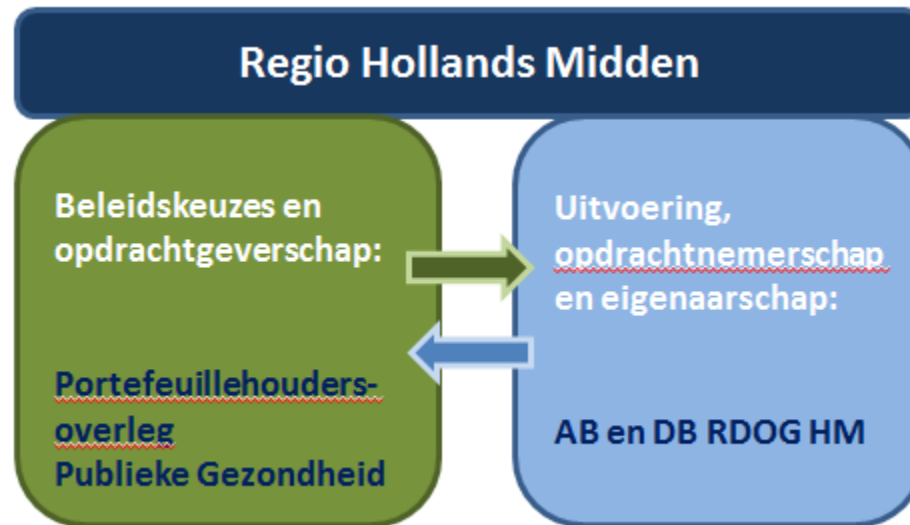 Regio Hollands Midden
Beleidskeuzes en
opdrachtgeverschap:
Portefeuillehouders-
overleg
Publieke Gezondheid
Uitvoering,
opdrachtnemerschap
en eigenaarschap:
AB en DB RDOG HM